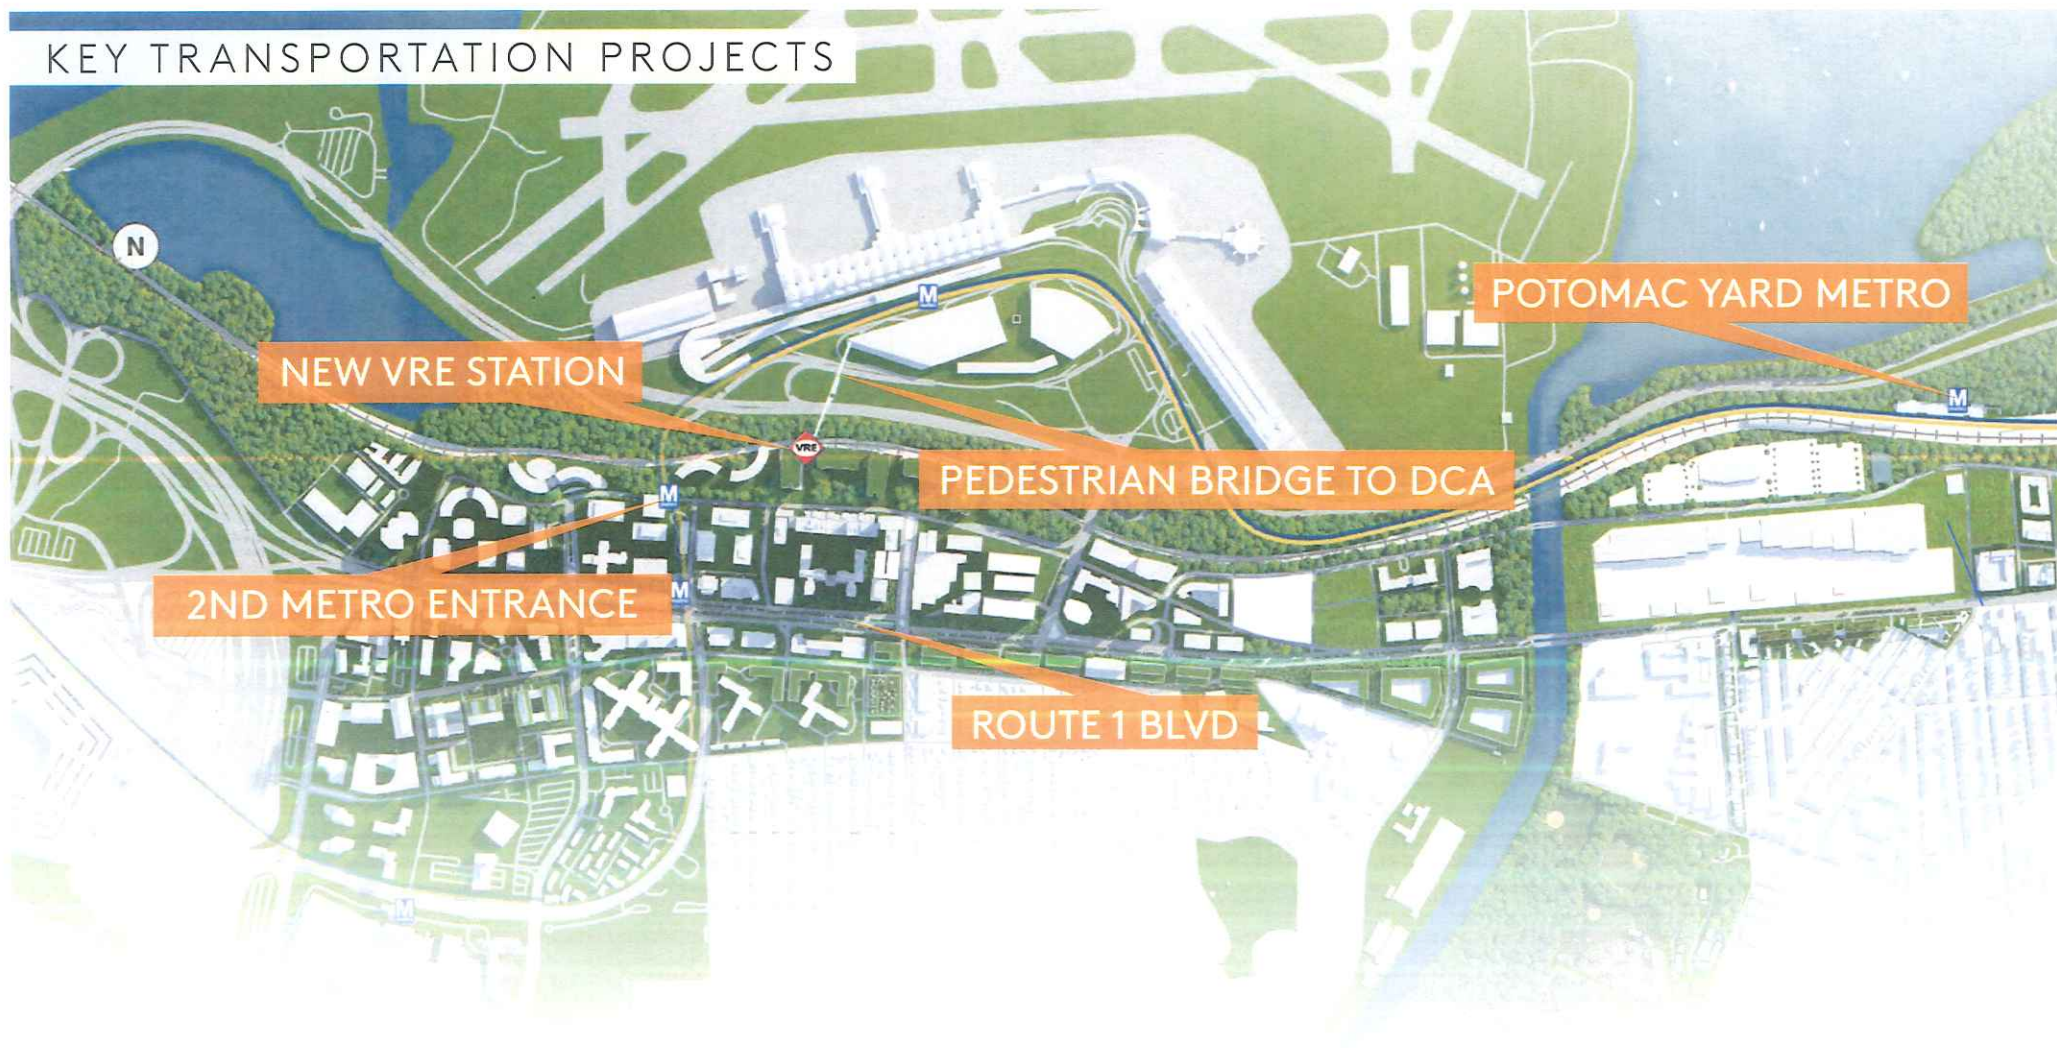 KEY TRANSPORTATION PROJECTS
N
M
POTOMAC YARD METRO
NEW VRE STATION
M
VRE
PEDESTRIAN BRIDGE TO DCA
M
2ND METRO ENTRANCE
M
ROUTE 1 BLVD
M